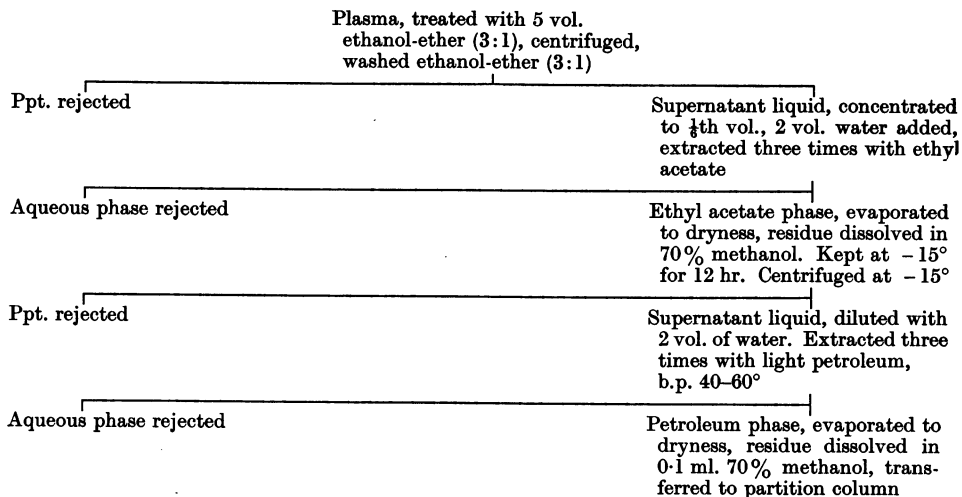 Plasma, treated with 5 vol.
ethanol-ether (3:1), centrifuged,
washed ethanol-ether (3:1)
Ppt. rejected
Supernatant liquid, concentrated
to ⅛th vol., 2 vol. water added,
extracted three times with ethyl
acetate
Aqueous phase rejected
Ethyl acetate phase, evaporated
to dryness, residue dissolved in
70% methanol. Kept at −15°
for 12 hr. Centrifuged at −15°
Ppt. rejected
Supernatant liquid, diluted with
2 vol. of water. Extracted three
times with light petroleum,
b.p. 40–60°
Aqueous phase rejected
Petroleum phase, evaporated to
dryness, residue dissolved in
0·1 ml. 70% methanol, trans-
ferred to partition column